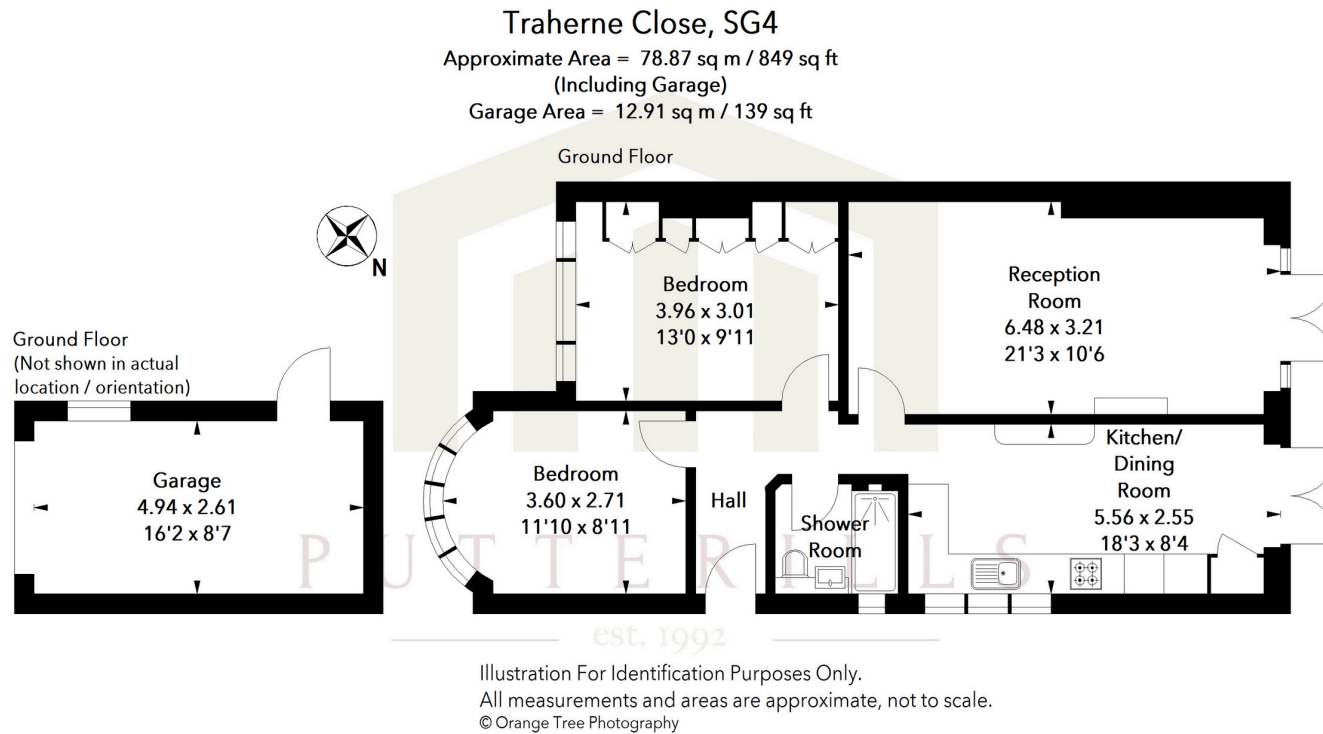 Traherne Close, SG4
Approximate Area = 78.87 sq m / 849 sq ft
(Including Garage)
Garage Area = 12.91 sq m / 139 sq ft
Ground Floor
N
Ground Floor
(Not shown in actual
location / orientation)
Garage
4.94 x 2.61
16'2 x 8'7
Bedroom
3.96 x 3.01
13'0 x 9'11
Reception
Room
6.48 x 3.21
21'3 x 10'6
Bedroom
3.60 x 2.71
11'10 x 8'11
Hall
Shower
Room
Kitchen/
Dining
Room
5.56 x 2.55
18'3 x 8'4
PUTTERILLS
est. 1992
Illustration For Identification Purposes Only.
All measurements and areas are approximate, not to scale.
© Orange Tree Photography